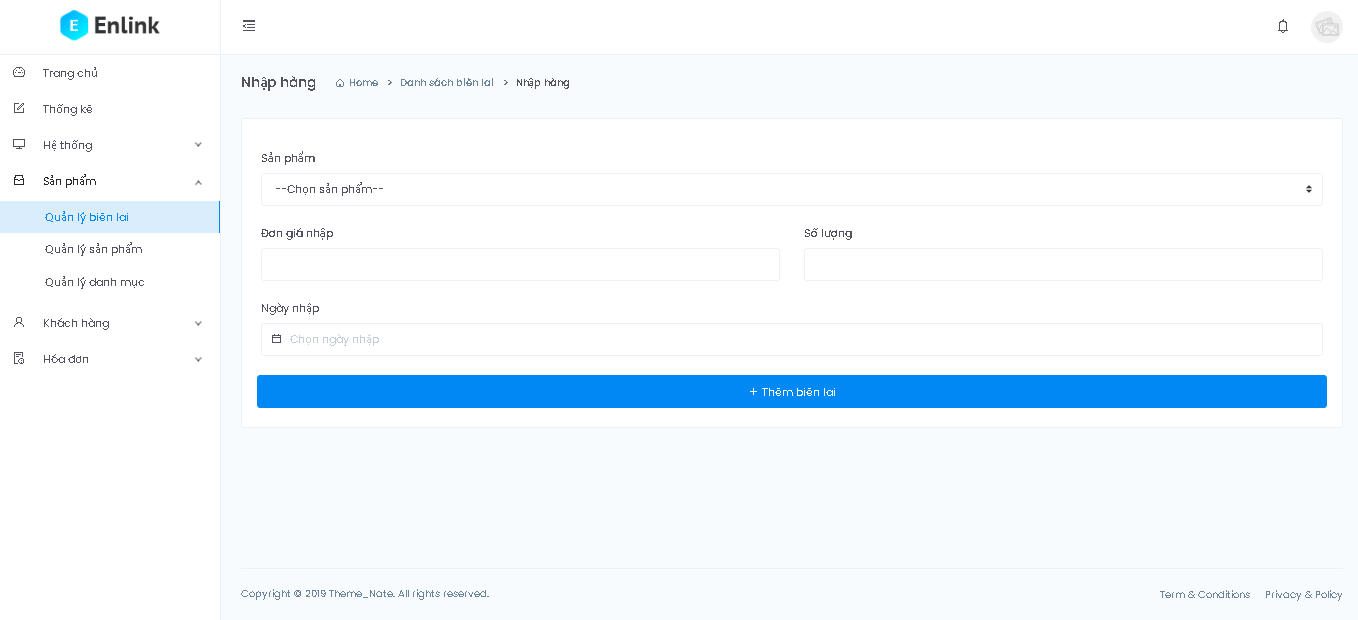 E Enlink
Trang chủ
Thống kê
Hệ thống
Sản phẩm
Quản lý biên lai
Quản lý sản phẩm
Quản lý danh mục
Khách hàng
Hóa đơn
Nhập hàng
Home > Danh sách biên lai > Nhập hàng
Sản phẩm
--Chọn sản phẩm--
Đơn giá nhập
Số lượng
Ngày nhập
Chọn ngày nhập
+ Thêm biên lai
Copyright © 2019 Theme_Nate. All rights reserved.
Term & Conditions Privacy & Policy